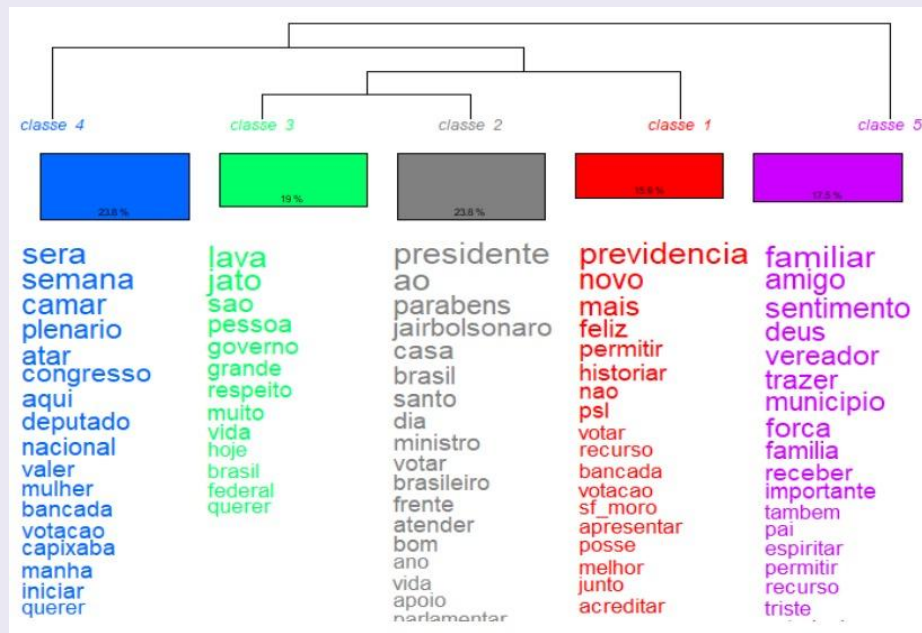 classe 4
classe 3
classe 2
classe 1
classe 5
23.8 %
19 %
23.8 %
15.9 %
17.5 %
sera
semana
camar
plenario
atar
congresso
aqui
deputado
nacional
valer
mulher
bancada
votacao
capixaba
manha
iniciar
querer
lava
jato
sao
pessoa
governo
grande
respeito
muito
vida
hoje
brasil
federal
querer
presidente
ao
parabens
jairbolsonaro
casa
brasil
santo
dia
ministro
votar
brasileiro
frente
atender
bom
ano
vida
apoio
parlamentar
previdencia
novo
mais
feliz
permitir
historiar
nao
psl
votar
recurso
bancada
votacao
sf_moro
apresentar
posse
melhor
junto
acreditar
familiar
amigo
sentimento
deus
vereador
trazer
municipio
forca
familia
receber
importante
tambem
pai
espiritar
permitir
recurso
triste